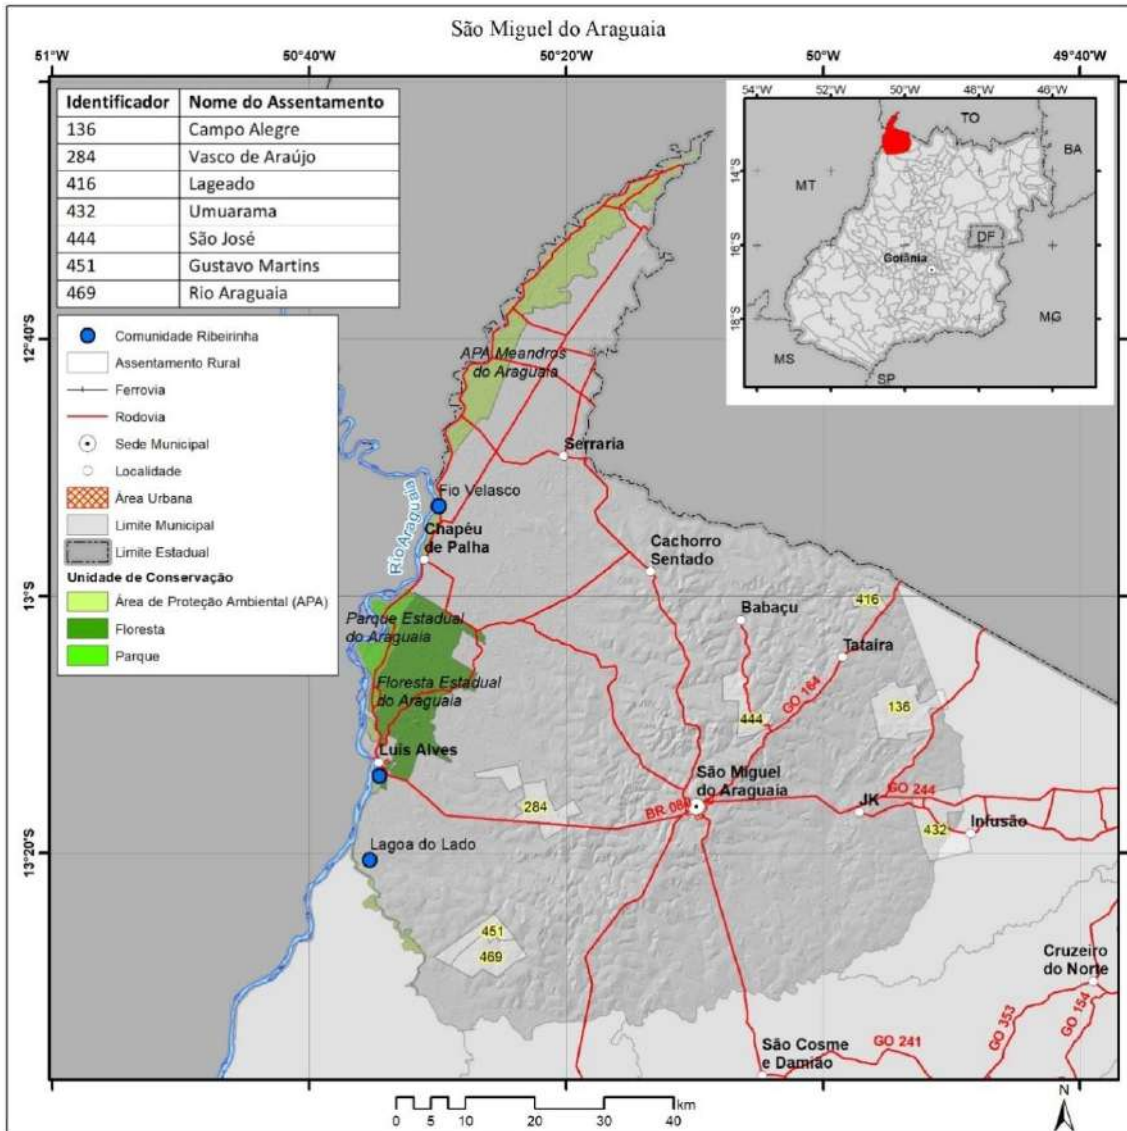 São Miguel do Araguaia
51°W 50°40'W 50°20'W 50°W 49°40'W
Identificador Nome do Assentamento
136 Campo Alegre
284 Vasco de Araújo
416 Lageado
432 Umuarama
444 São José
451 Gustavo Martins
469 Rio Araguaia
Comunidade Ribeirinha
Assentamento Rural
Ferrovia
Rodovia
Sede Municipal
Localidade
Área Urbana
Limite Municipal
Limite Estadual
Unidade de Conservação
Área de Proteção Ambiental (APA)
Floresta
Parque
54°W 52°W 50°W 48°W 46°W
14°S
16°S
18°S
TO
BA
MT
DF
Goiânia
MG
MS
SP
12°40'S
13°S
13°20'S
APA Meandros
do Araguaia
Serraria
Fio Velasco
Rio Araguaia
Chapéu
de Palha
Cachorro
Sentado
Babaçu
416
Tataira
Parque Estadual
do Araguaia
Floresta Estadual
do Araguaia
GO 164
136
444
Luis Alves
São Miguel
do Araguaia
284
BR 080
GO 244
JK
432
Infusão
Lagoa do Lado
451
469
Cruzeiro
do Norte
GO 353
GO 154
São Cosme
e Damião
GO 241
N
km
0 5 10 20 30 40